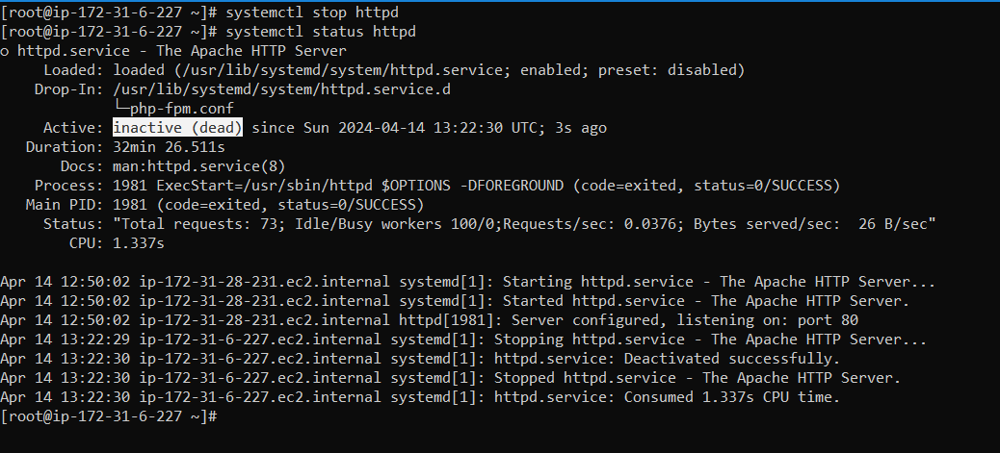 [root@ip-172-31-6-227 ~]# systemctl stop httpd
[root@ip-172-31-6-227 ~]# systemctl status httpd
○ httpd.service - The Apache HTTP Server
     Loaded: loaded (/usr/lib/systemd/system/httpd.service; enabled; preset: disabled)
    Drop-In: /usr/lib/systemd/system/httpd.service.d
             └─php-fpm.conf
     Active: inactive (dead) since Sun 2024-04-14 13:22:30 UTC; 3s ago
   Duration: 32min 26.511s
       Docs: man:httpd.service(8)
    Process: 1981 ExecStart=/usr/sbin/httpd $OPTIONS -DFOREGROUND (code=exited, status=0/SUCCESS)
   Main PID: 1981 (code=exited, status=0/SUCCESS)
     Status: "Total requests: 73; Idle/Busy workers 100/0;Requests/sec: 0.0376; Bytes served/sec:  26 B/sec"
        CPU: 1.337s

Apr 14 12:50:02 ip-172-31-28-231.ec2.internal systemd[1]: Starting httpd.service - The Apache HTTP Server...
Apr 14 12:50:02 ip-172-31-28-231.ec2.internal systemd[1]: Started httpd.service - The Apache HTTP Server.
Apr 14 12:50:02 ip-172-31-28-231.ec2.internal httpd[1981]: Server configured, listening on: port 80
Apr 14 13:22:29 ip-172-31-6-227.ec2.internal systemd[1]: Stopping httpd.service - The Apache HTTP Server...
Apr 14 13:22:30 ip-172-31-6-227.ec2.internal systemd[1]: httpd.service: Deactivated successfully.
Apr 14 13:22:30 ip-172-31-6-227.ec2.internal systemd[1]: Stopped httpd.service - The Apache HTTP Server.
Apr 14 13:22:30 ip-172-31-6-227.ec2.internal systemd[1]: httpd.service: Consumed 1.337s CPU time.
[root@ip-172-31-6-227 ~]#